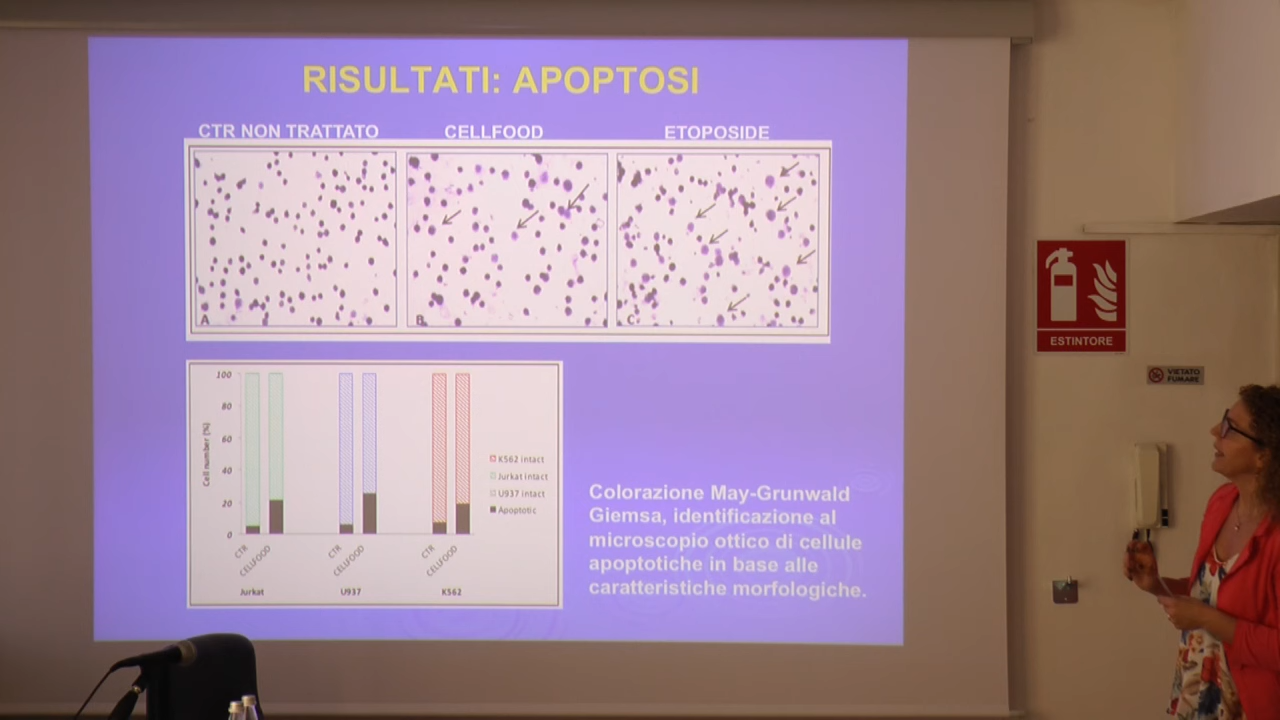 RISULTATI: APOPTOSI
CTR NON TRATTATO
CELLFOOD
ETOPOSIDE
A
B
C
100
80
60
40
20
0
Cell number (%)
CTR
CELLFOOD
CTR
CELLFOOD
CTR
CELLFOOD
Jurkat
U937
K562
K562 intact
Jurkat intact
U937 intact
Apoptotic
Colorazione May-Grunwald
Giemsa, identificazione al
microscopio ottico di cellule
apoptotiche in base alle
caratteristiche morfologiche.
ESTINTORE
VIETATO
FUMARE